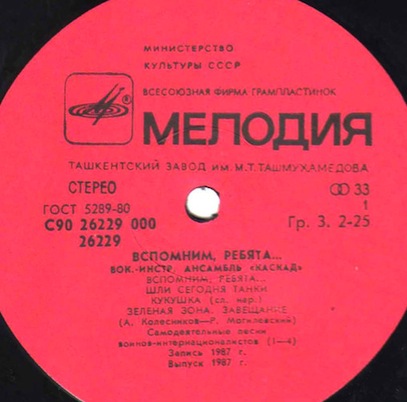 МИНИСТЕРСТВО
КУЛЬТУРЫ СССР
ВСЕСОЮЗНАЯ ФИРМА ГРАМПЛАСТИНОК
МЕЛОДИЯ
ТАШКЕНТСКИЙ ЗАВОД ИМ. М.Т. ТАШМУХАМЕДОВА
СТЕРЕО 33
ГОСТ 5289-80 1
С90 26229 000 Гр. 3. 2-25
26229
ВСПОМНИМ, РЕБЯТА...
ВОК.-ИНСТР. АНСАМБЛЬ «КАСКАД»
ВСПОМНИМ, РЕБЯТА...
ШЛИ СЕГОДНЯ ТАНКИ
КУКУШКА (сл. нар.)
ЗЕЛЕНАЯ ЗОНА. ЗАВЕЩАНИЕ
(А. Колесников—Р. Могилевский)
Самодеятельные песни
воинов-интернационалистов (1—4)
Запись 1987 г.
Выпуск 1987 г.